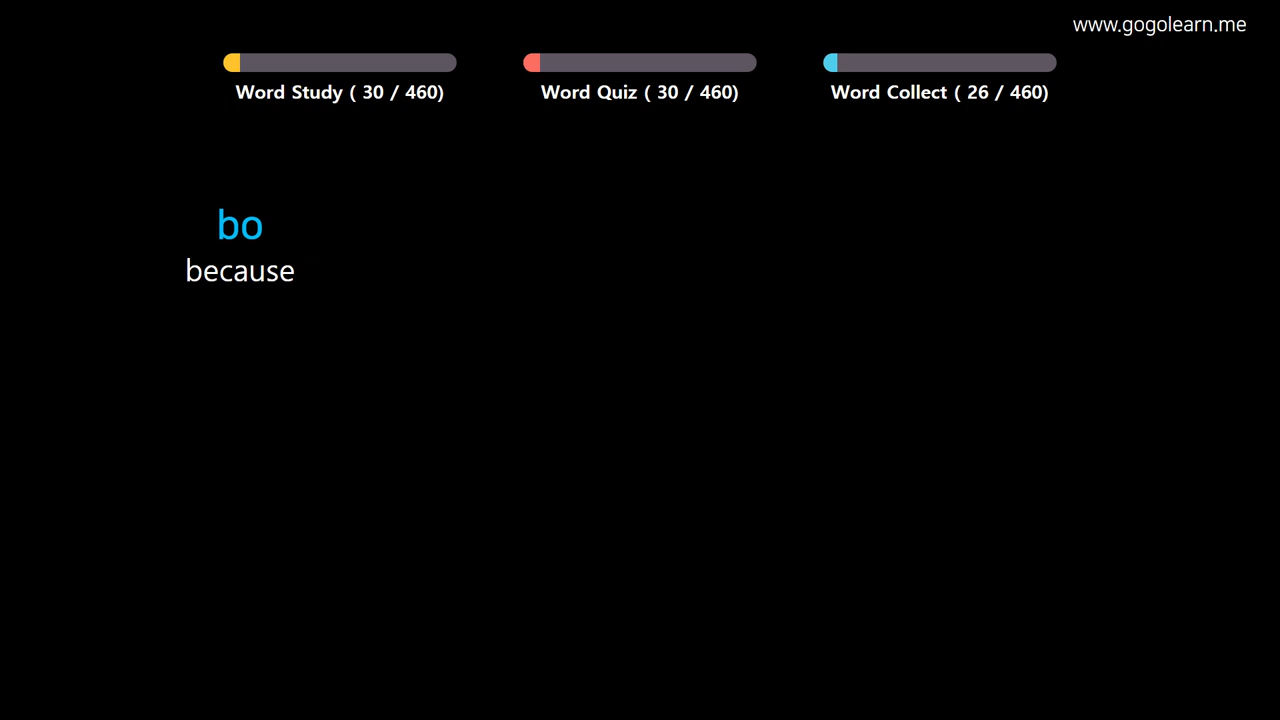 www.gogolearn.me
Word Study ( 30 / 460)
Word Quiz ( 30 / 460)
Word Collect ( 26 / 460)
bo
because